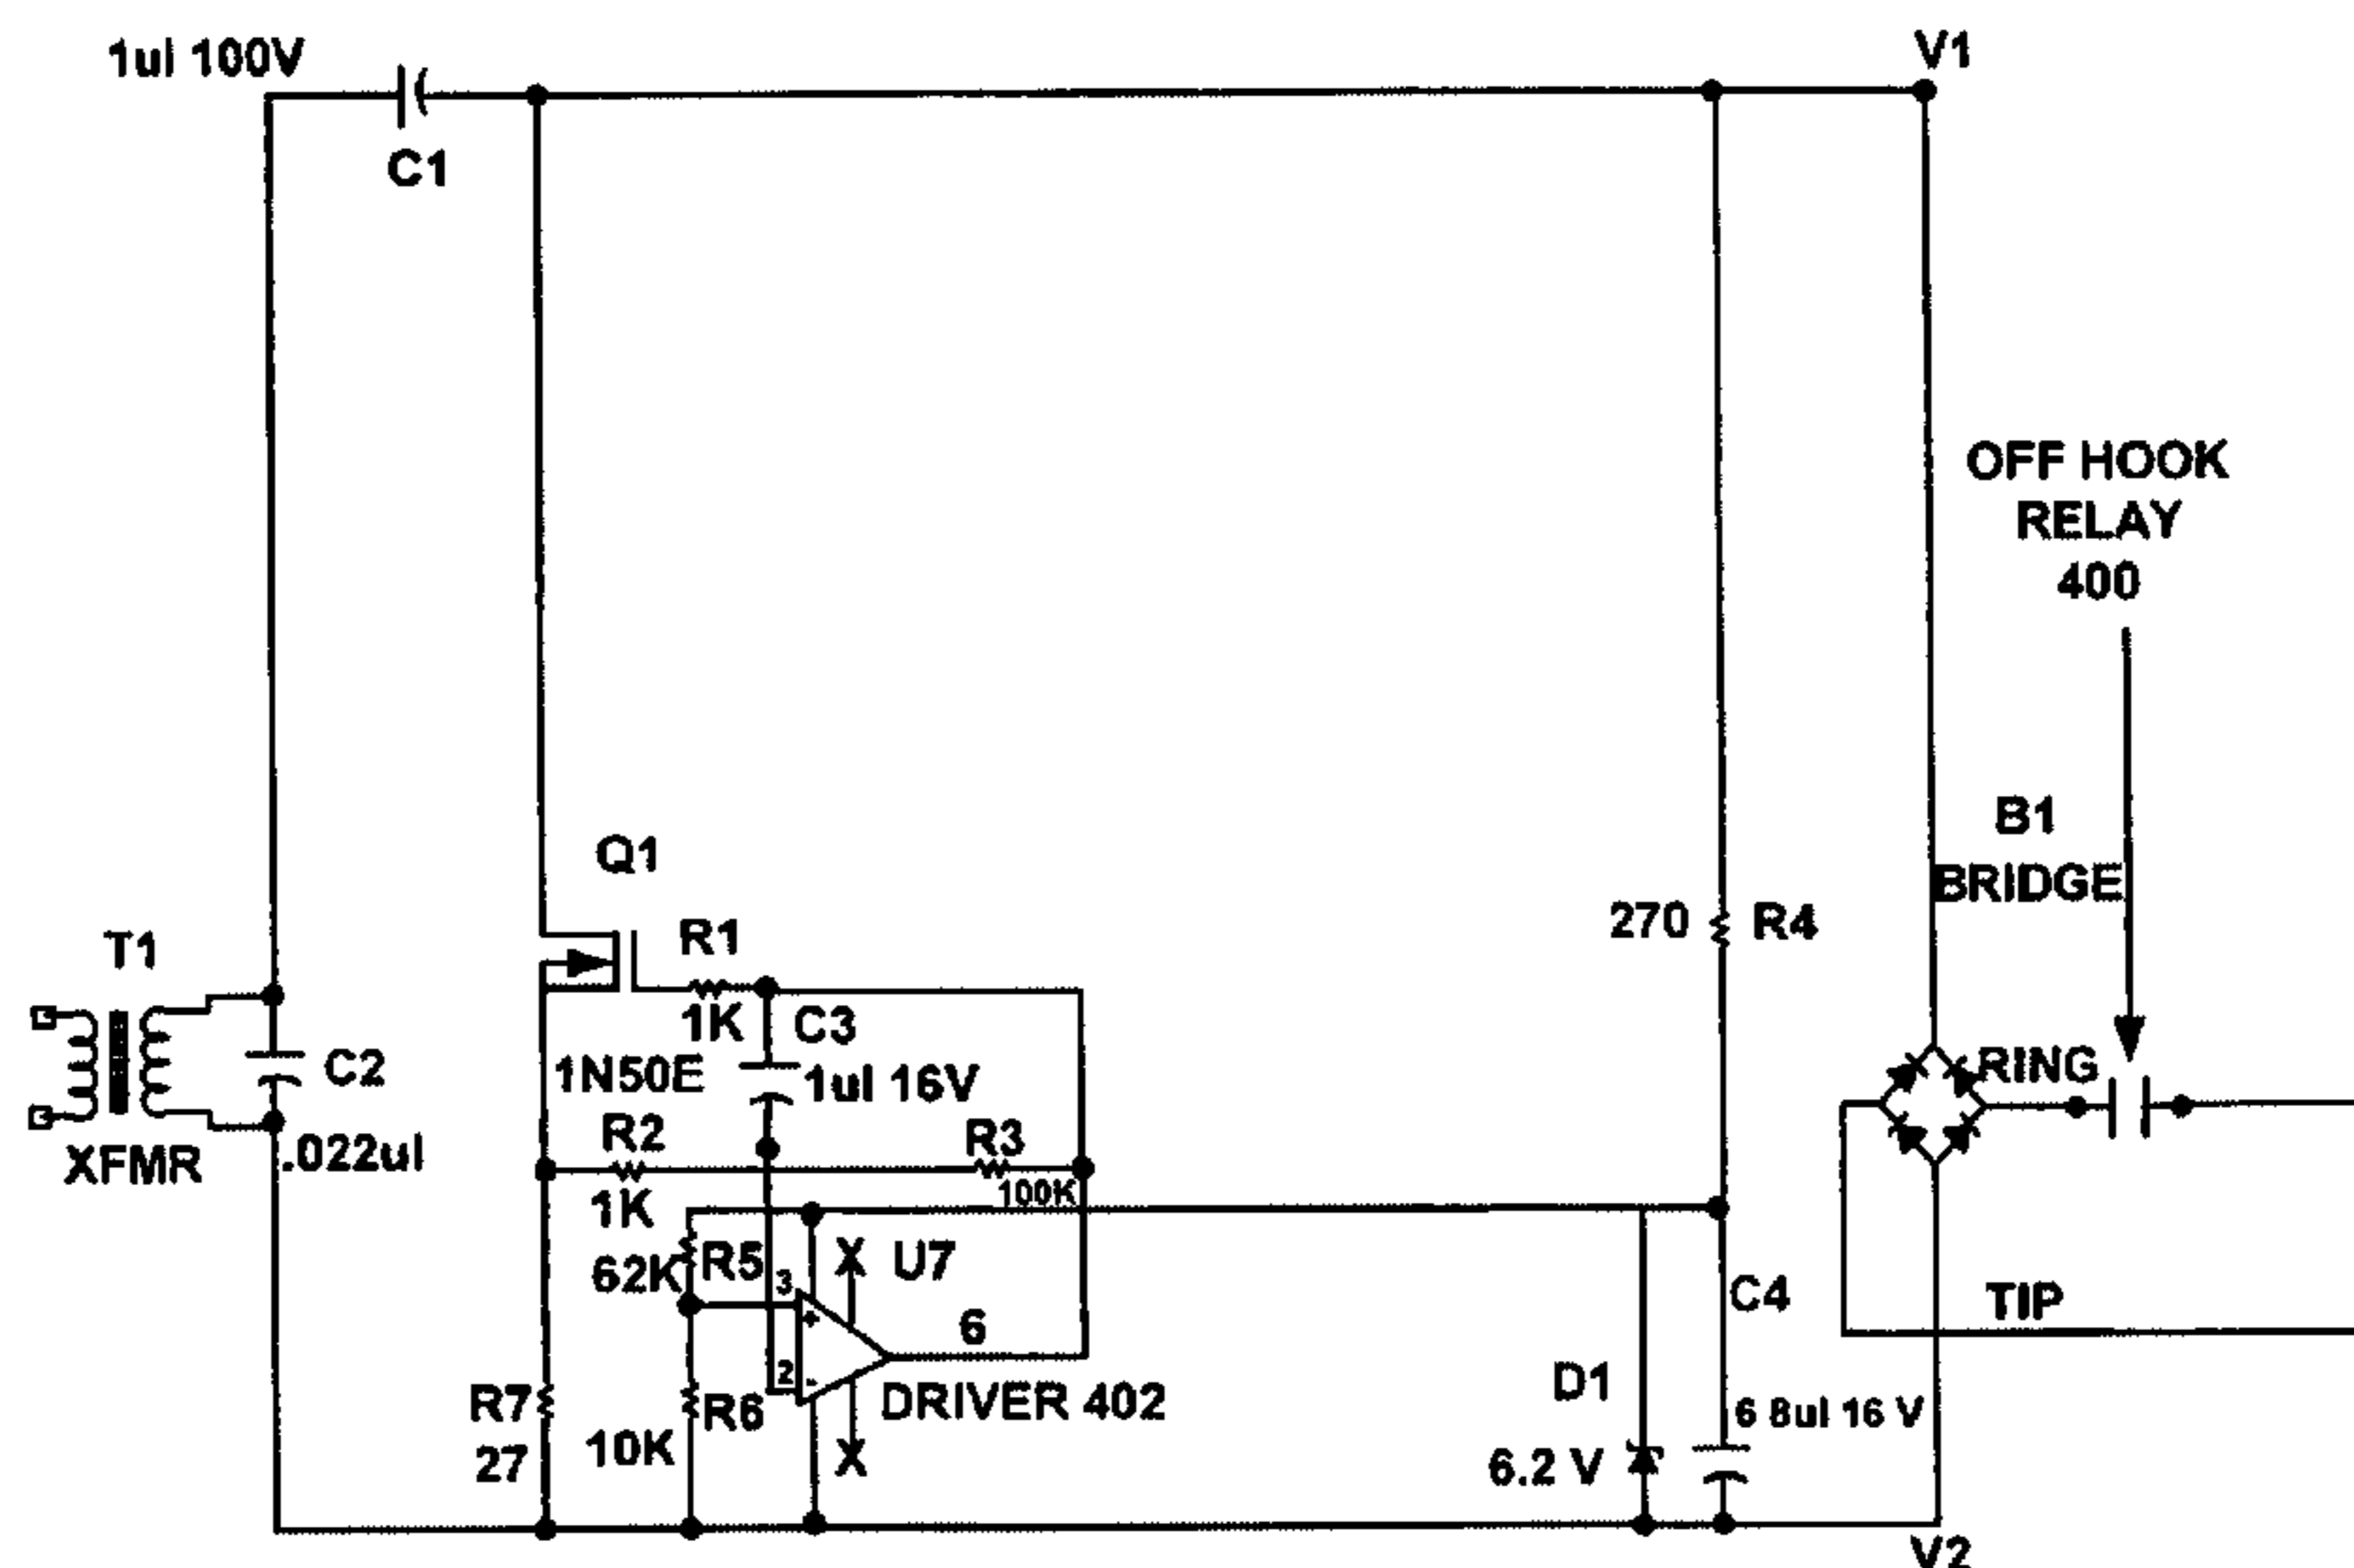 1ul 100V
V1
C1
OFF HOOK
RELAY
400
B1
BRIDGE
Q1
R1
270
R4
T1
1K
C3
RING
C2
1N50E
1ul 16V
XFMR
.022ul
R2
R3
1K
100K
62K
R5
3
X
U7
C4
+
6
TIP
2
-
R7
R6
DRIVER 402
D1
6 8ul 16 V
27
10K
X
6.2 V
V2